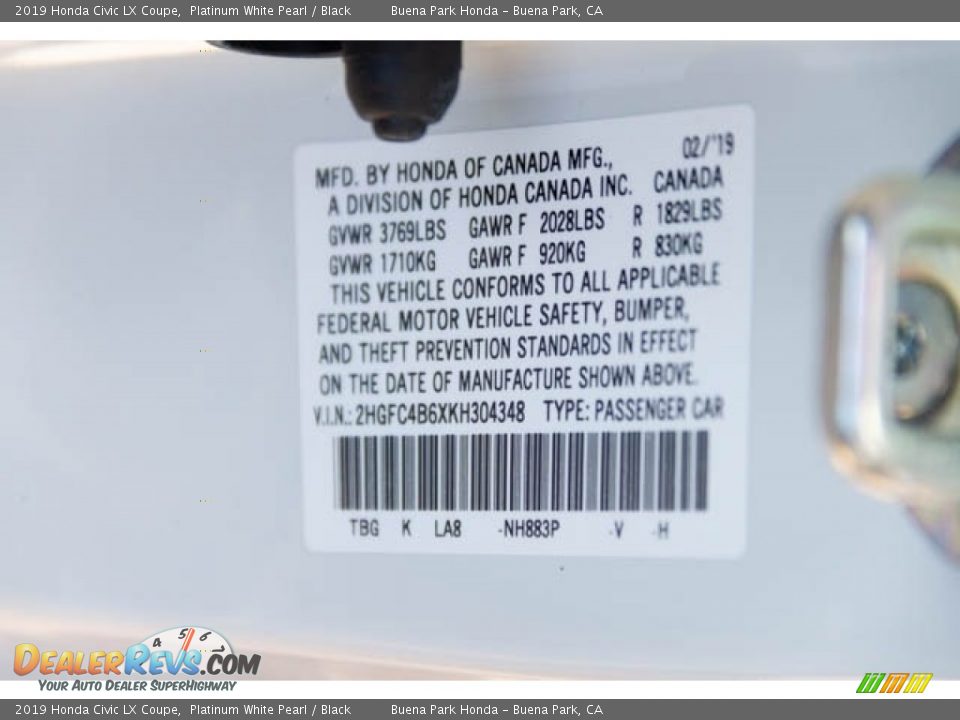 2019 Honda Civic LX Coupe, Platinum White Pearl / Black Buena Park Honda – Buena Park, CA
02/'19
MFD. BY HONDA OF CANADA MFG.,
A DIVISION OF HONDA CANADA INC. CANADA
GVWR 3769LBS GAWR F 2028LBS R 1829LBS
GVWR 1710KG GAWR F 920KG R 830KG
THIS VEHICLE CONFORMS TO ALL APPLICABLE
FEDERAL MOTOR VEHICLE SAFETY, BUMPER,
AND THEFT PREVENTION STANDARDS IN EFFECT
ON THE DATE OF MANUFACTURE SHOWN ABOVE.
V.I.N.: 2HGFC4B6XKH304348 TYPE: PASSENGER CAR
TBG K LA8 -NH883P -V -H
4 5 6
DEALERREVS.COM
YOUR AUTO DEALER SUPERHIGHWAY
2019 Honda Civic LX Coupe, Platinum White Pearl / Black Buena Park Honda – Buena Park, CA